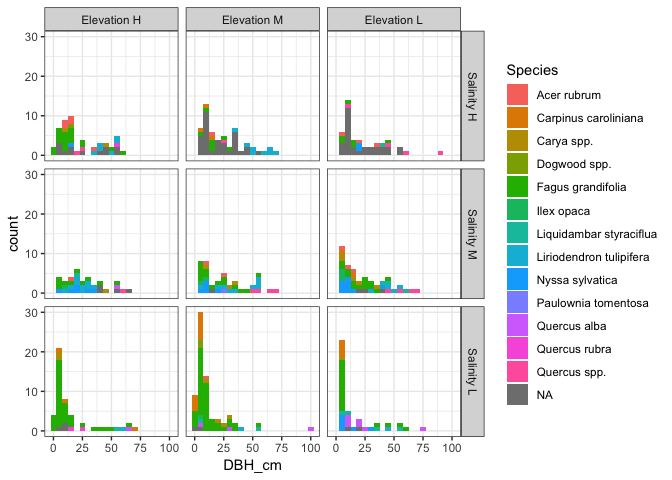 Elevation H
Elevation M
Elevation L
30
20
10
0
Salinity H
30
20
10
0
Salinity M
30
20
10
0
Salinity L
0 25 50 75 100
0 25 50 75 100
0 25 50 75 100
DBH_cm
count
Species
Acer rubrum
Carpinus caroliniana
Carya spp.
Dogwood spp.
Fagus grandifolia
Ilex opaca
Liquidambar styraciflua
Liriodendron tulipifera
Nyssa sylvatica
Paulownia tomentosa
Quercus alba
Quercus rubra
Quercus spp.
NA